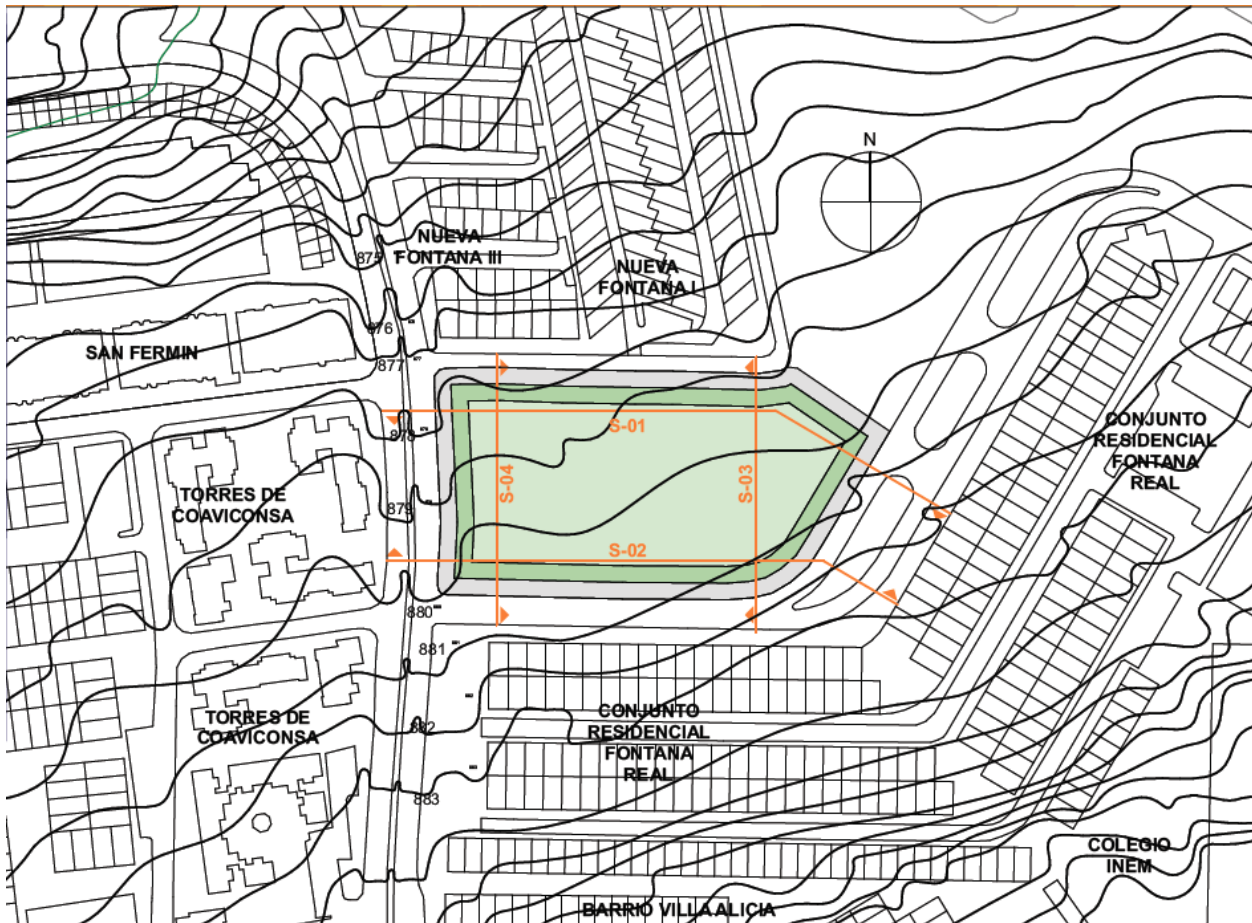 N
NUEVA
FONTANA III
875
NUEVA
FONTANA I
876
SAN FERMIN
877
S-01
878
CONJUNTO
RESIDENCIAL
FONTANA
REAL
S-04
S-03
TORRES DE
COAVICONSA
879
S-02
880
881
TORRES DE
COAVICONSA
882
CONJUNTO
RESIDENCIAL
FONTANA
REAL
883
COLEGIO
INEM
BARRIO VILLA ALICIA